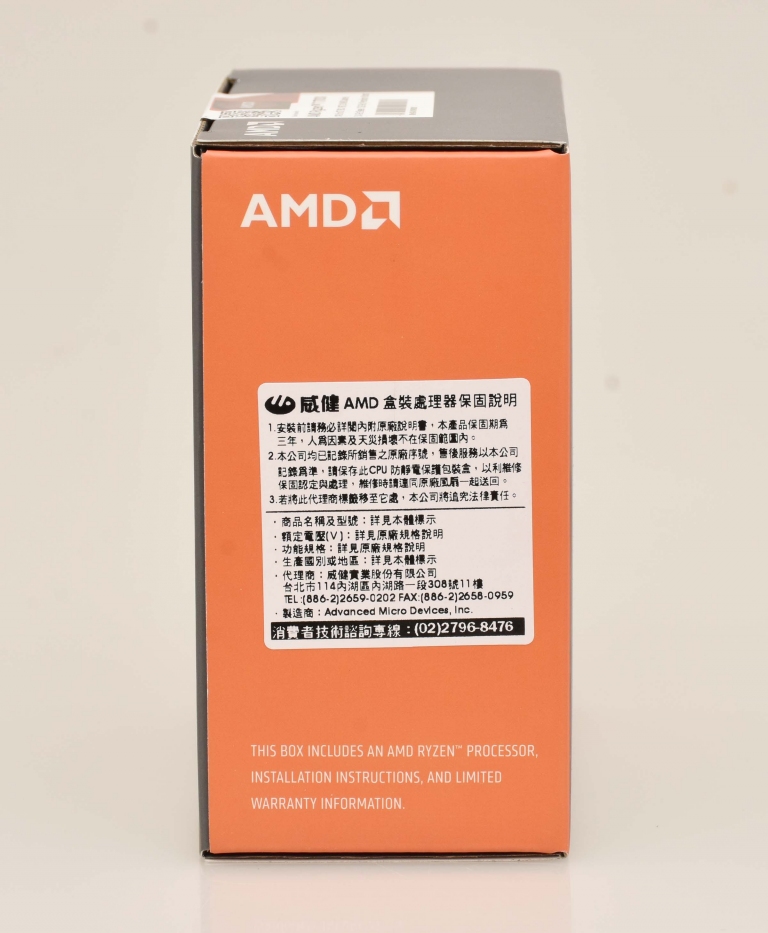 AMD
威健 AMD 盒裝處理器保固說明
1.安裝前請務必詳閱內附原廠說明書，本產品保固期為
三年，人為因素及天災損壞不在保固範圍內。
2.本公司均已記錄所銷售之原廠序號，售後服務以本公司
記錄為準，請保存此CPU 防靜電保護包裝盒，以利維修
保固認定與處理，維修時請連同原廠風扇一起送回。
3.若將此代理商標籤移至它處，本公司將追究法律責任。
· 商品名稱及型號：詳見本體標示
· 額定電壓(V)：詳見原廠規格說明
· 功能規格：詳見原廠規格說明
· 生產國別或地區：詳見本體標示
· 代理商：威健實業股份有限公司
台北市114內湖區內湖路一段308號11樓
TEL:(886-2)2659-0202 FAX:(886-2)2658-0959
· 製造商：Advanced Micro Devices, Inc.
消費者技術諮詢專線：(02)2796-8476
THIS BOX INCLUDES AN AMD RYZEN™ PROCESSOR,
INSTALLATION INSTRUCTIONS, AND LIMITED
WARRANTY INFORMATION.